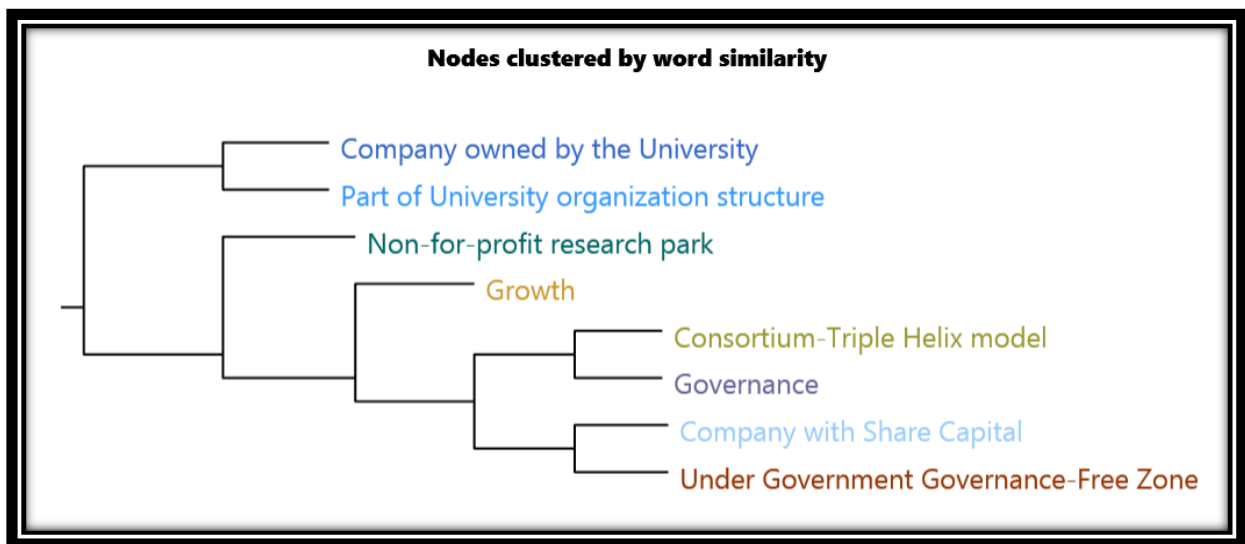 Nodes clustered by word similarity
Company owned by the University
Part of University organization structure
Non-for-profit research park
Growth
Consortium-Triple Helix model
Governance
Company with Share Capital
Under Government Governance-Free Zone